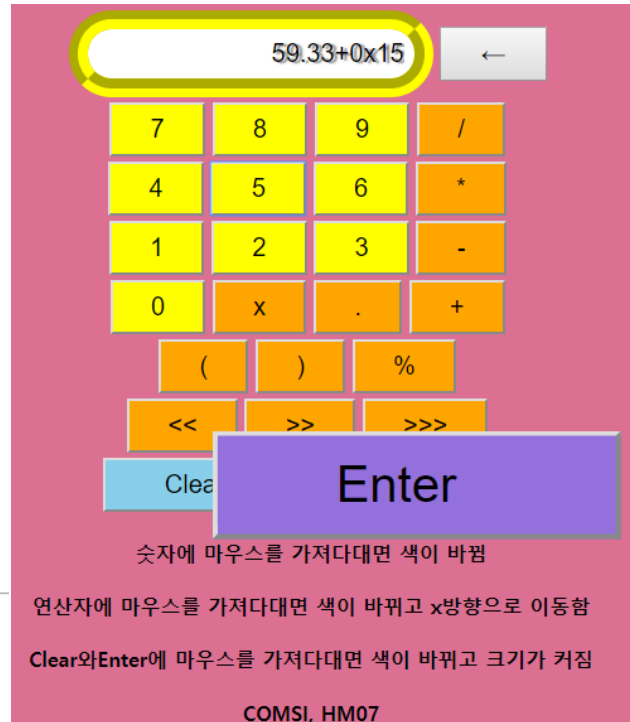 59.33+0x15 ←
7 8 9 /
4 5 6 *
1 2 3 -
0 x . +
( ) %
<< >> >>>
Clea Enter
숫자에 마우스를 가져다대면 색이 바뀜
연산자에 마우스를 가져다대면 색이 바뀌고 x방향으로 이동함
Clear와Enter에 마우스를 가져다대면 색이 바뀌고 크기가 커짐
COMSI, HM07